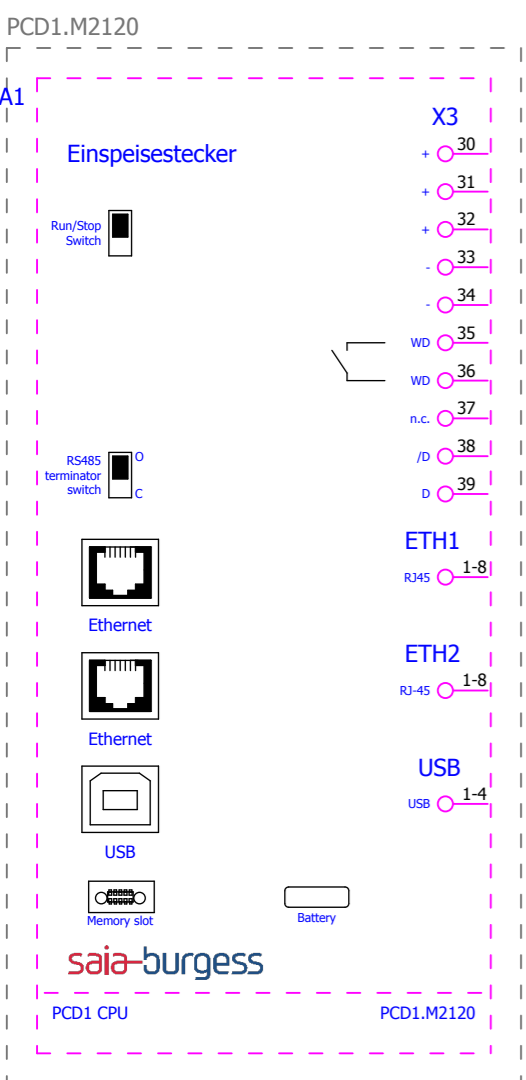 PCD1.M2120
A1
X3
Einspeisestecker
+ 30
+ 31
Run/Stop
Switch
+ 32
- 33
- 34
WD 35
WD 36
n.c. 37
RS485
terminator
switch
O
C
/D 38
D 39
ETH1
RJ45 1-8
Ethernet
ETH2
RJ-45 1-8
Ethernet
USB
USB 1-4
USB
Memory slot
Battery
saia-burgess
PCD1 CPU
PCD1.M2120